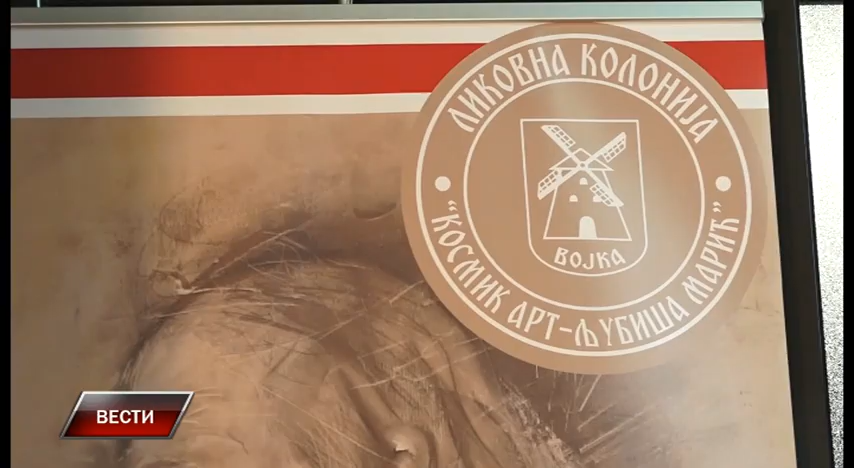 ЛИКОВНА КОЛОНИЈА
ВОЈКА
"КОСМИК АРТ-ЉУБИША МАРИЋ"
ВЕСТИ